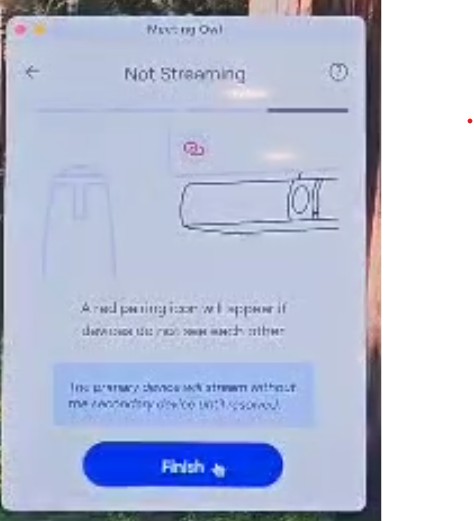 Meeting Owl
Not Streaming
A red pairing icon will appear if
devices do not see each other
The primary device will stream without
the secondary device until resolved.
Finish